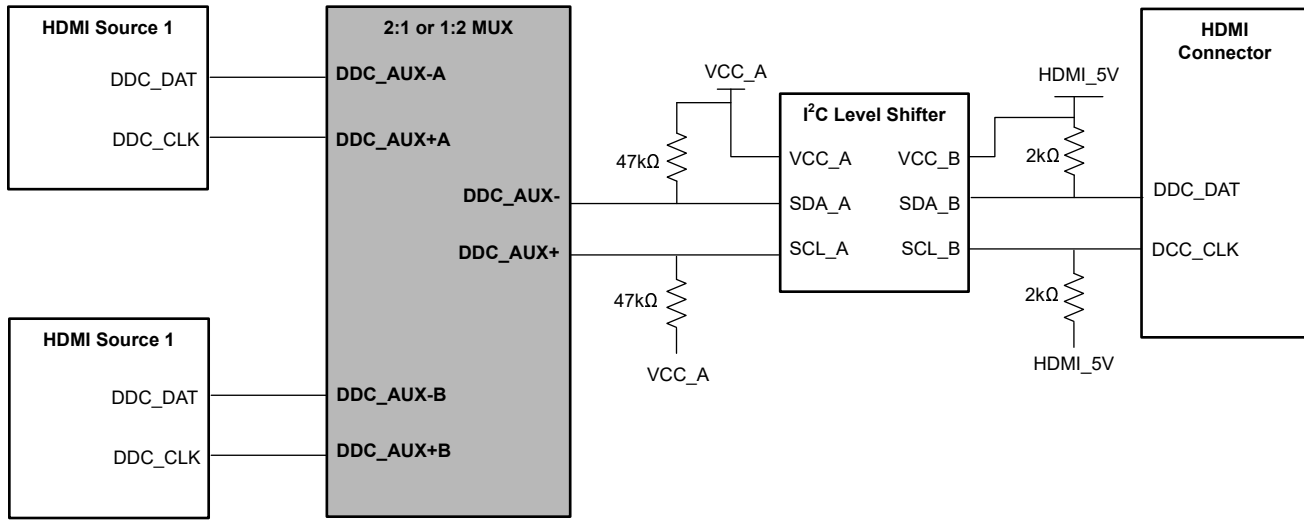 HDMI Source 1
DDC_DAT
DDC_CLK
2:1 or 1:2 MUX
DDC_AUX-A
DDC_AUX+A
DDC_AUX-
DDC_AUX+
DDC_AUX-B
DDC_AUX+B
HDMI Source 1
DDC_DAT
DDC_CLK
VCC_A
47kΩ
47kΩ
VCC_A
I²C Level Shifter
VCC_A
VCC_B
SDA_A
SDA_B
SCL_A
SCL_B
HDMI_5V
2kΩ
2kΩ
HDMI_5V
HDMI
Connector
DDC_DAT
DCC_CLK